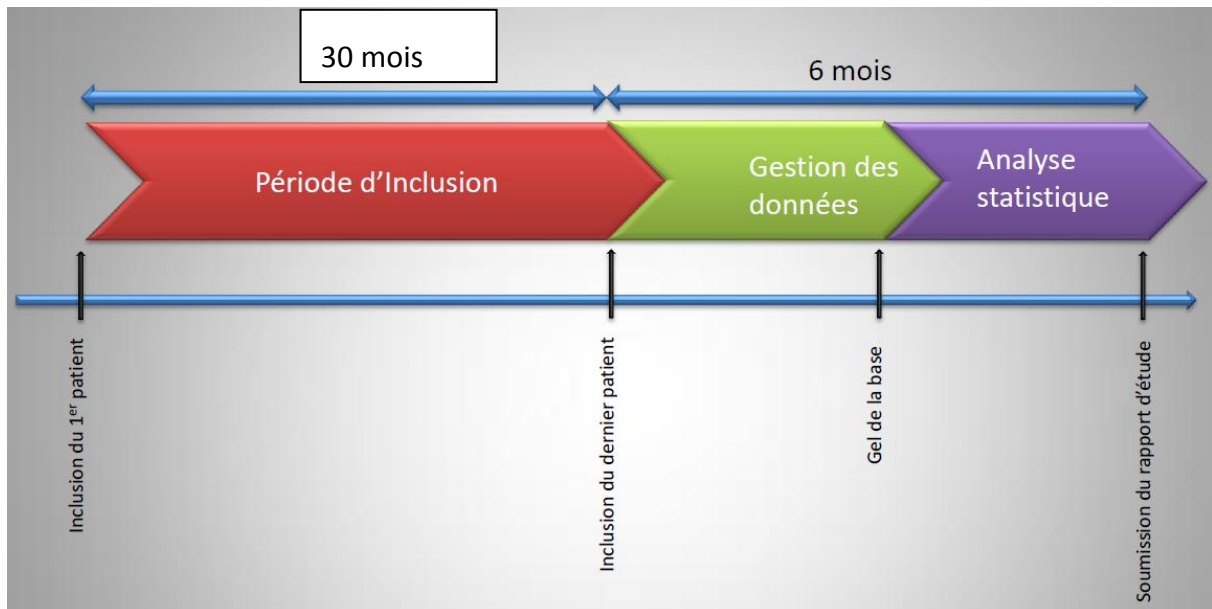 30 mois
6 mois
Période d’Inclusion
Gestion des
données
Analyse
statistique
Inclusion du 1er patient
Inclusion du dernier patient
Gel de la base
Soumission du rapport d’étude